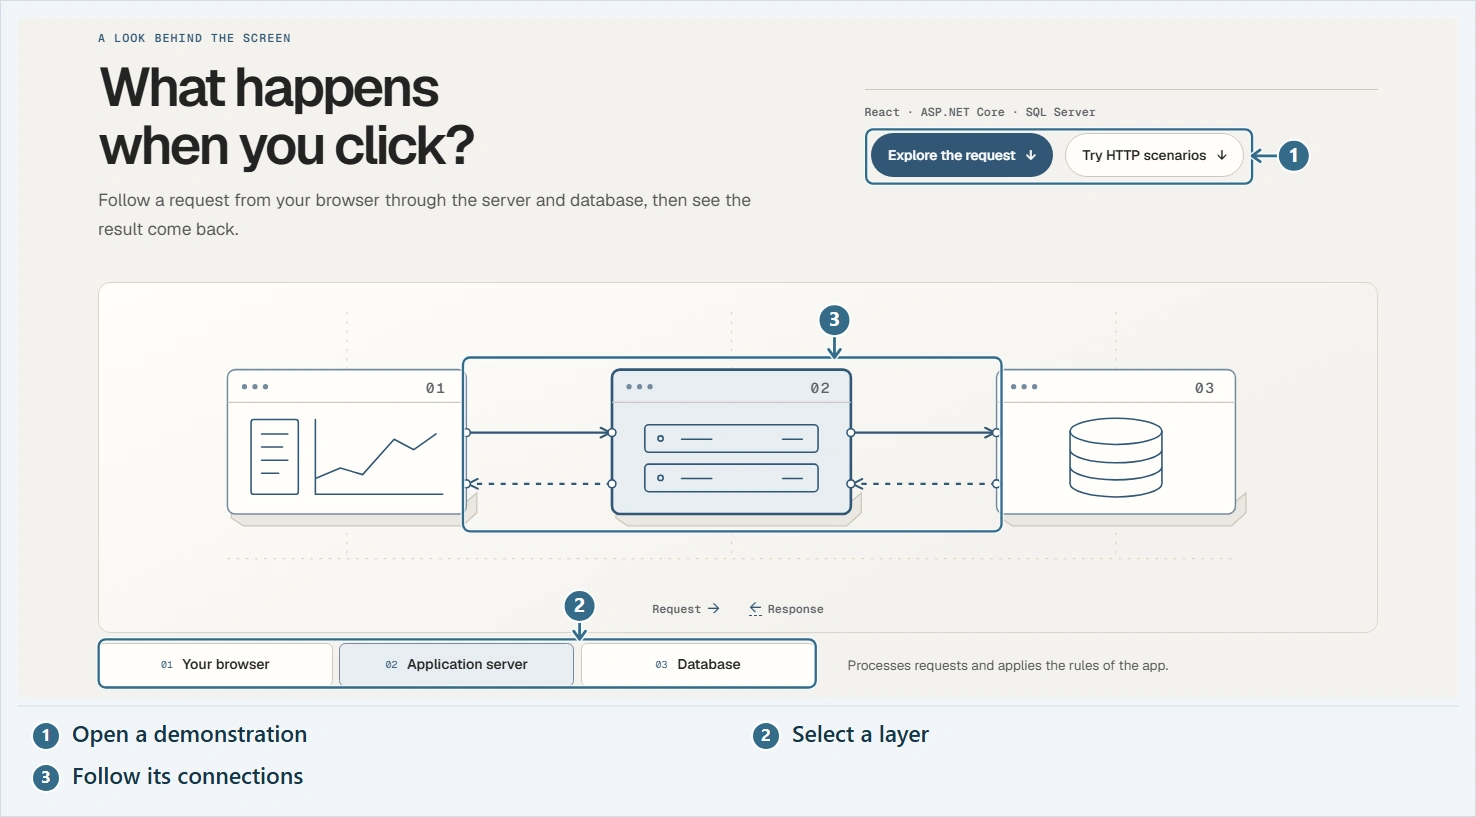 A LOOK BEHIND THE SCREEN
What happens
when you click?
Follow a request from your browser through the server and database, then see the
result come back.
React · ASP.NET Core · SQL Server
Explore the request ↓
Try HTTP scenarios ↓
1
3
01
02
03
2
Request →
← Response
01 Your browser
02 Application server
03 Database
Processes requests and applies the rules of the app.
1 Open a demonstration
2 Select a layer
3 Follow its connections